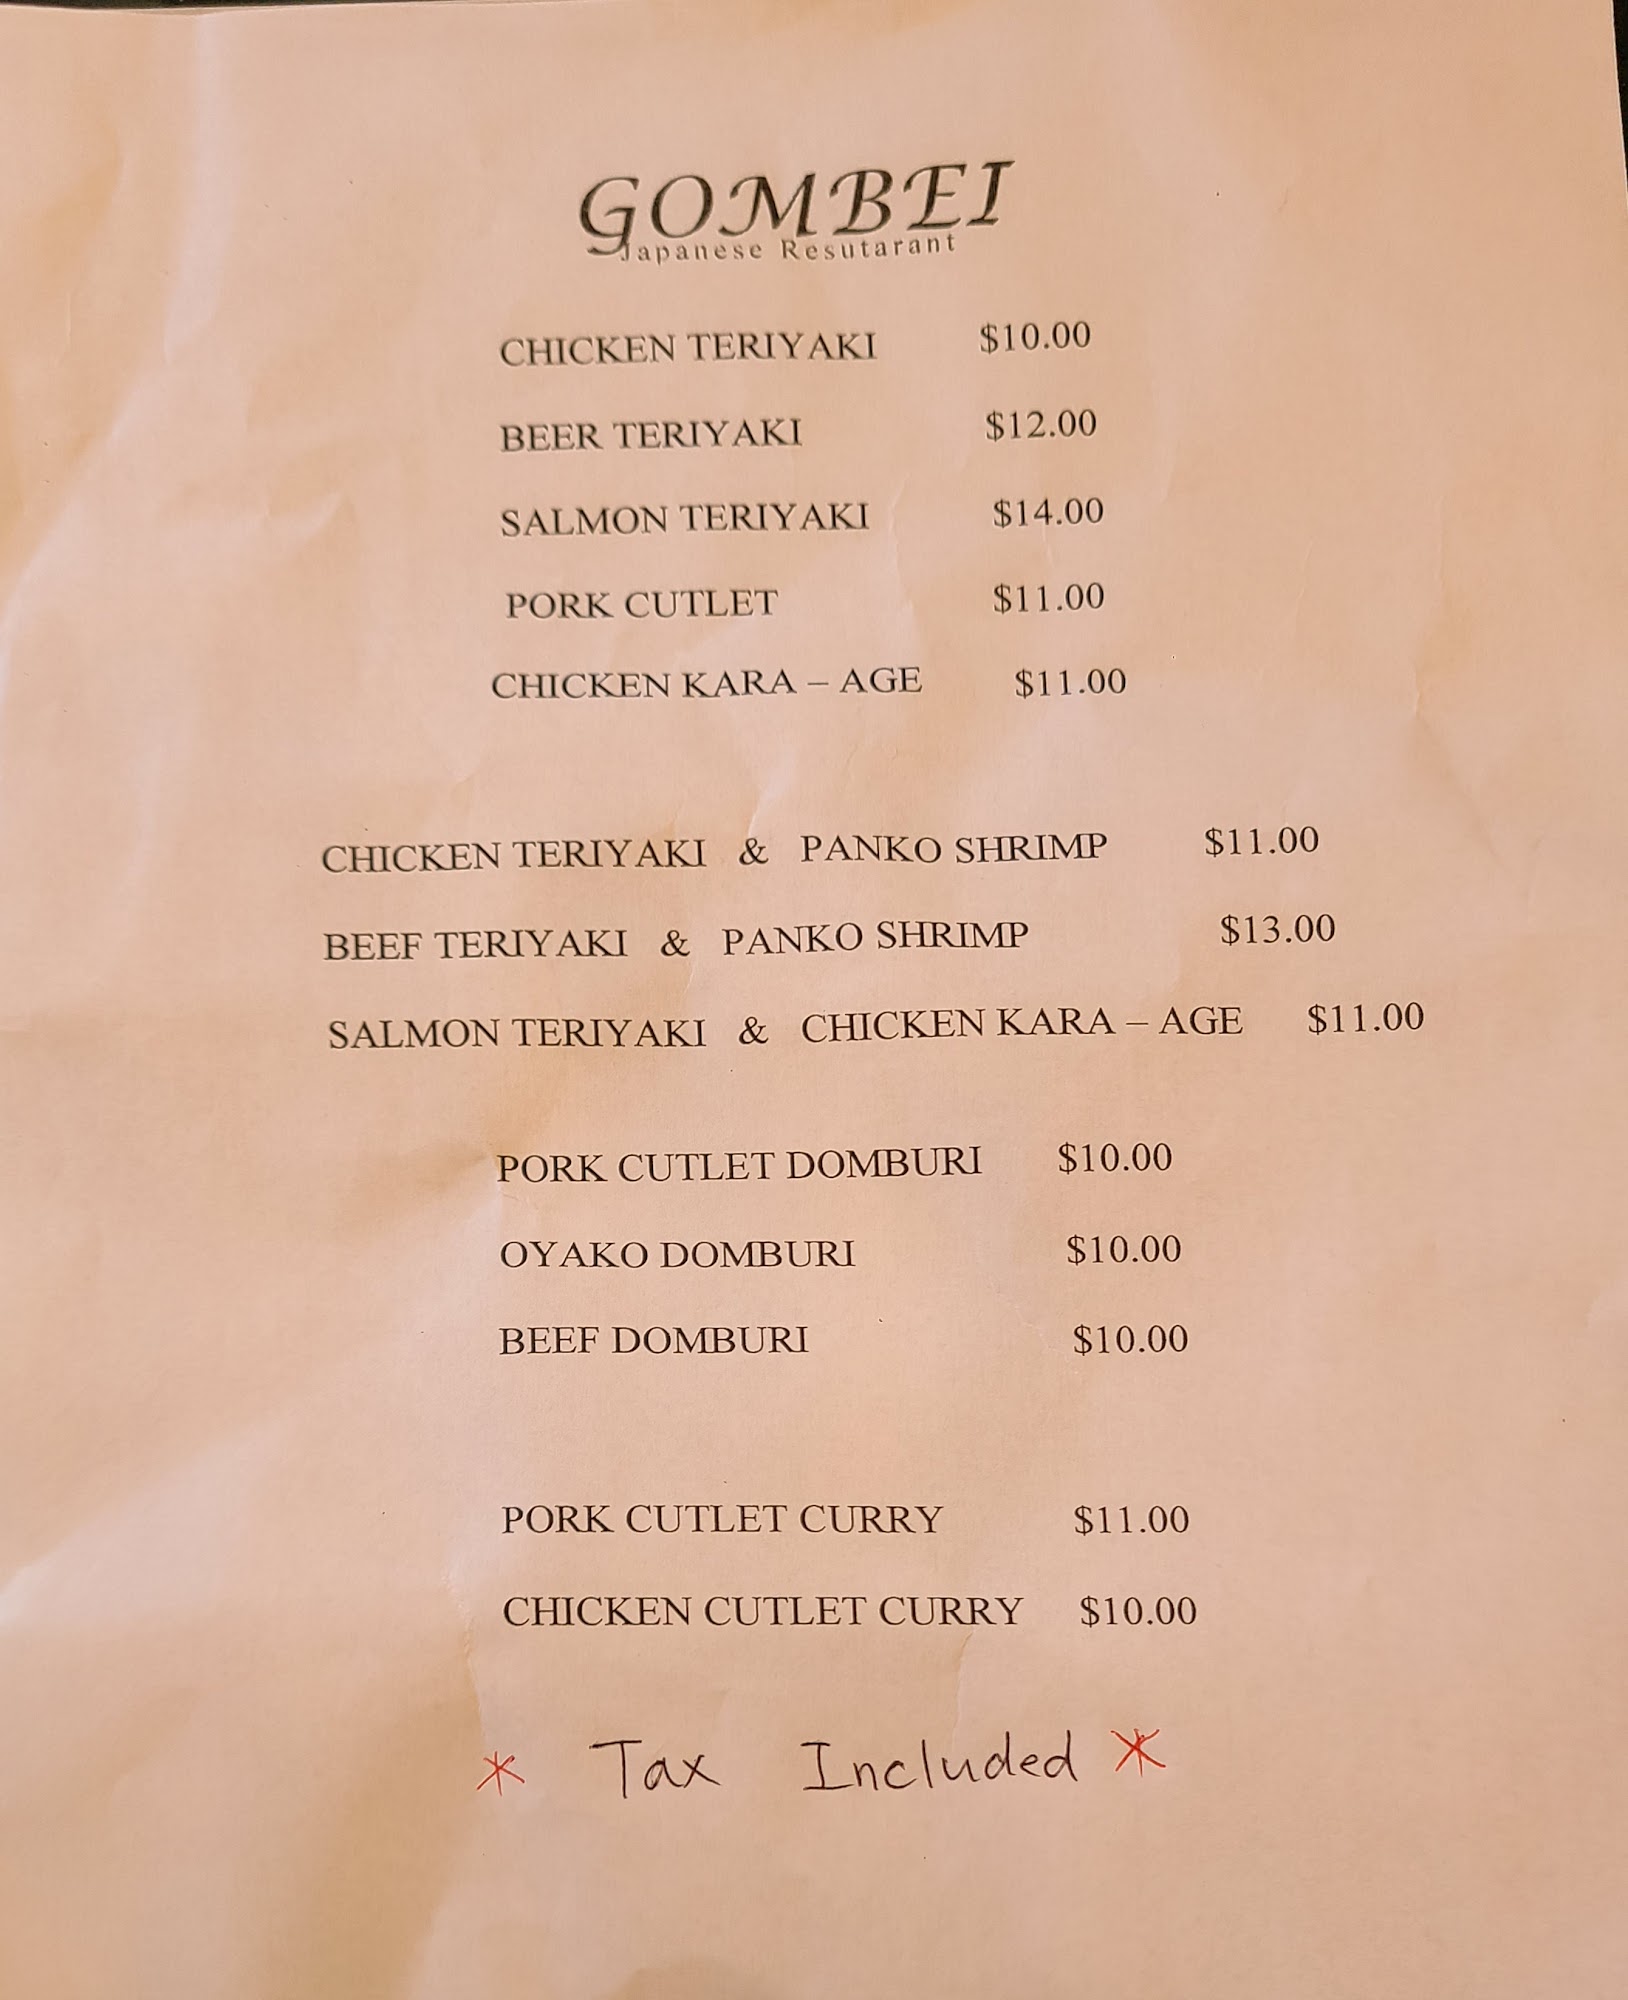 GOMBEI
Japanese Resutarant
CHICKEN TERIYAKI $10.00
BEER TERIYAKI $12.00
SALMON TERIYAKI $14.00
PORK CUTLET $11.00
CHICKEN KARA – AGE $11.00
CHICKEN TERIYAKI & PANKO SHRIMP $11.00
BEEF TERIYAKI & PANKO SHRIMP $13.00
SALMON TERIYAKI & CHICKEN KARA – AGE $11.00
PORK CUTLET DOMBURI $10.00
OYAKO DOMBURI $10.00
BEEF DOMBURI $10.00
PORK CUTLET CURRY $11.00
CHICKEN CUTLET CURRY $10.00
* Tax Included *